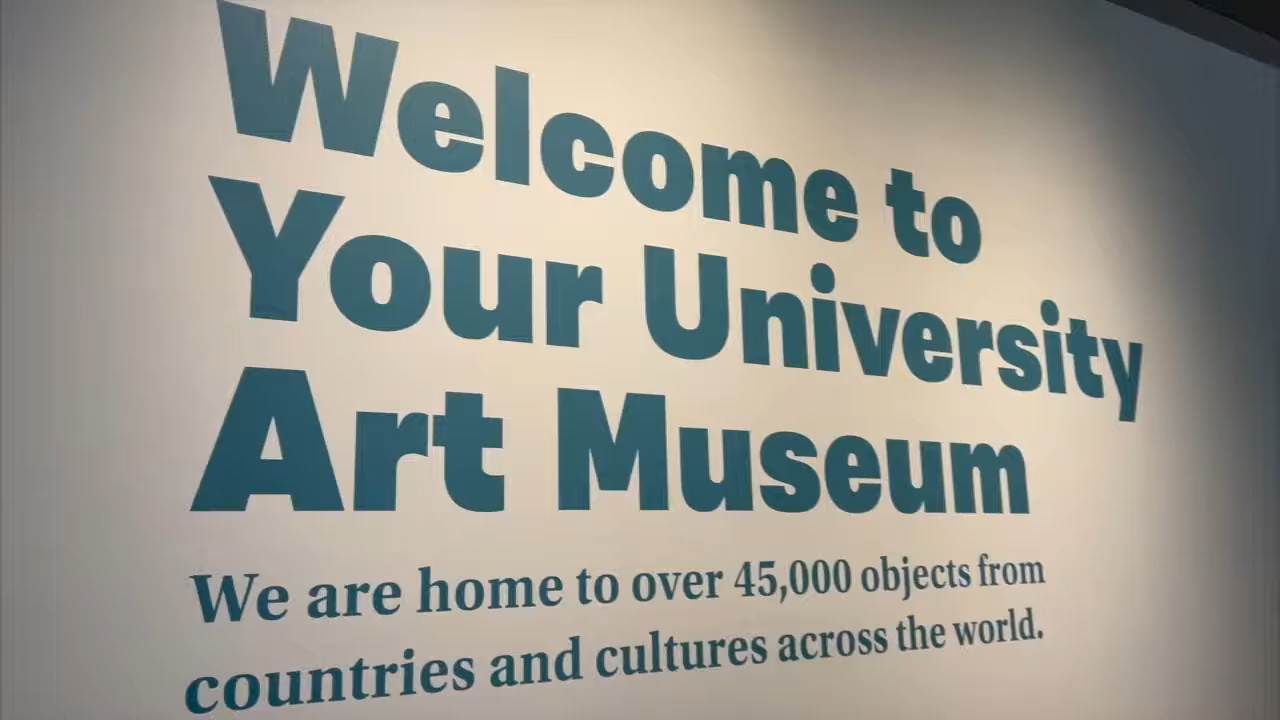 Welcome to
Your University
Art Museum
We are home to over 45,000 objects from
countries and cultures across the world.